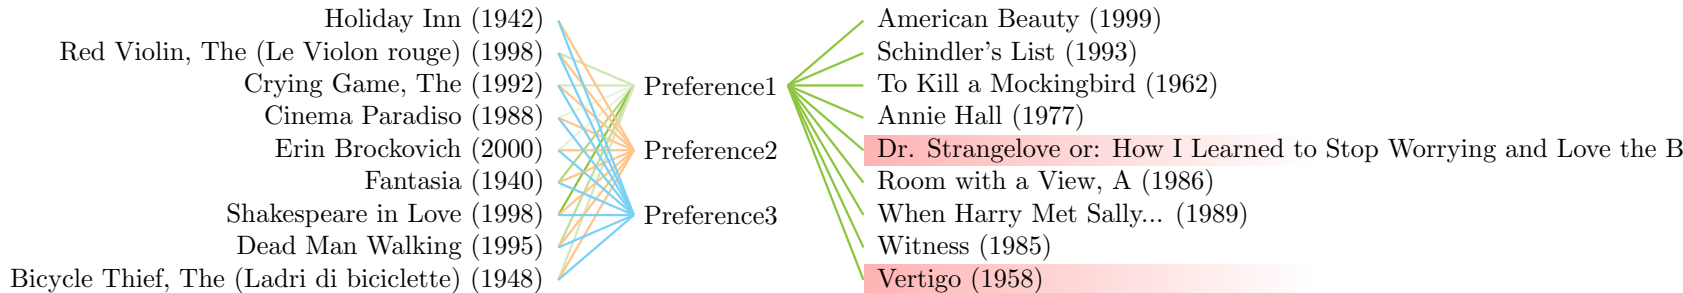 Holiday Inn (1942)
Red Violin, The (Le Violon rouge) (1998)
Crying Game, The (1992)
Cinema Paradiso (1988)
Erin Brockovich (2000)
Fantasia (1940)
Shakespeare in Love (1998)
Dead Man Walking (1995)
Bicycle Thief, The (Ladri di biciclette) (1948)
Preference1
Preference2
Preference3
American Beauty (1999)
Schindler's List (1993)
To Kill a Mockingbird (1962)
Annie Hall (1977)
Dr. Strangelove or: How I Learned to Stop Worrying and Love the B
Room with a View, A (1986)
When Harry Met Sally... (1989)
Witness (1985)
Vertigo (1958)